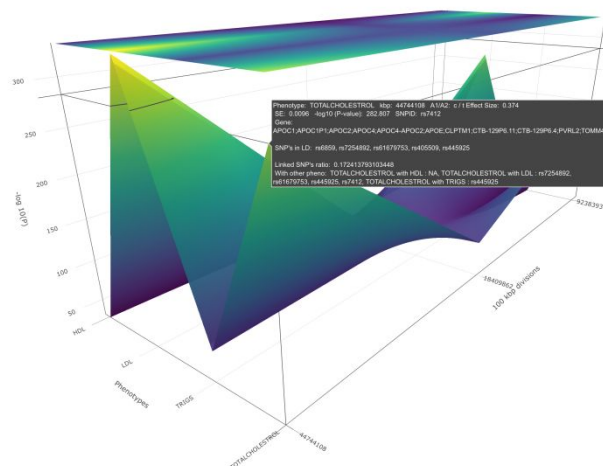 300
250
200
150
100
50
-log 10(P)
Phenotype: TOTALCHOLESTROL kbp: 44744108 A1/A2: c / t Effect Size: 0.374
SE: 0.0096 -log10 (P-value): 282.807 SNPID: rs7412
Gene:
APOC1;APOC1P1;APOC2;APOC4;APOC4-APOC2;APOE;CLPTM1;CTB-129P6.11;CTB-129P6.4;PVRL2;TOMM4
SNP's in LD: rs6859, rs7254892, rs61679753, rs405509, rs445925
Linked SNP's ratio: 0.172413793103448
With other pheno: TOTALCHOLESTROL with HDL : NA, TOTALCHOLESTROL with LDL : rs7254892,
rs61679753, rs445925, rs7412, TOTALCHOLESTROL with TRIGS : rs445925
HDL
LDL
TRIGS
TOTALCHOLESTROL
Phenotypes
9238393
18409862
44744108
100 kbp divisions